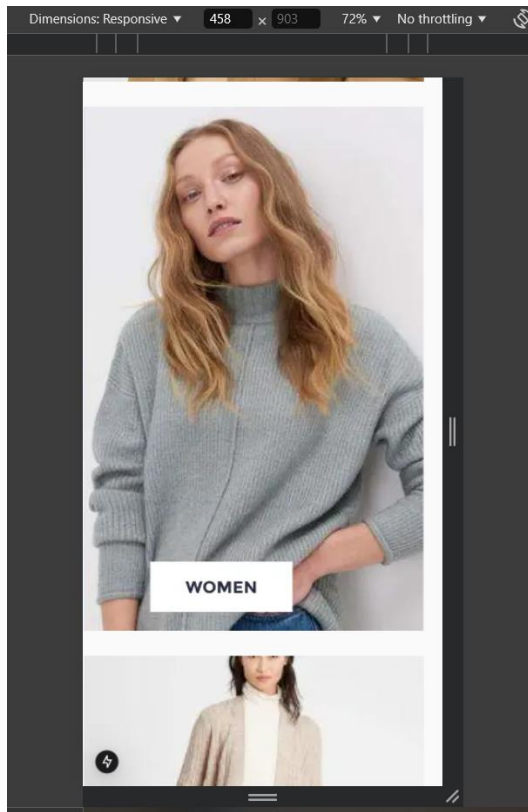 Dimensions: Responsive ▼ 458 × 903 72% ▼ No throttling ▼
WOMEN